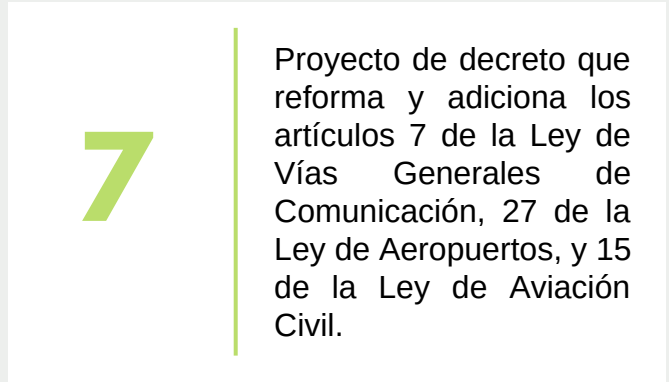 7
Proyecto de decreto que
reforma y adiciona los
artículos 7 de la Ley de
Vías Generales de
Comunicación, 27 de la
Ley de Aeropuertos, y 15
de la Ley de Aviación
Civil.